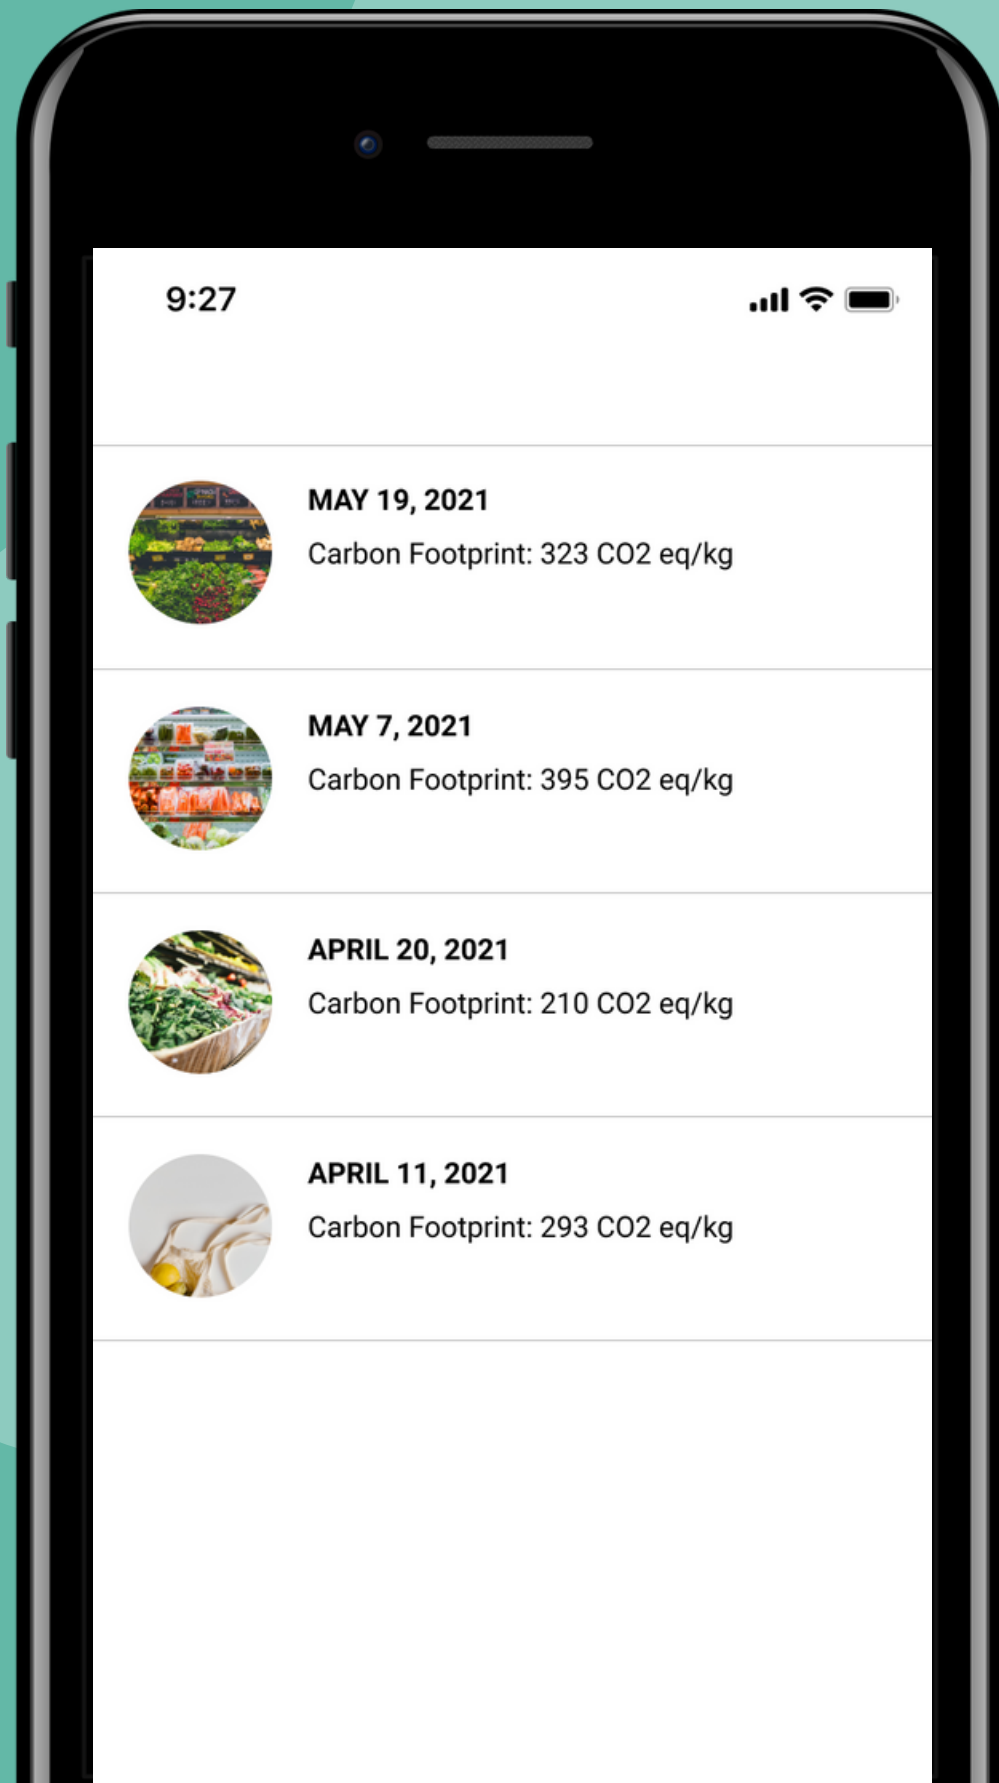 9:27
MAY 19, 2021
Carbon Footprint: 323 CO2 eq/kg
MAY 7, 2021
Carbon Footprint: 395 CO2 eq/kg
APRIL 20, 2021
Carbon Footprint: 210 CO2 eq/kg
APRIL 11, 2021
Carbon Footprint: 293 CO2 eq/kg